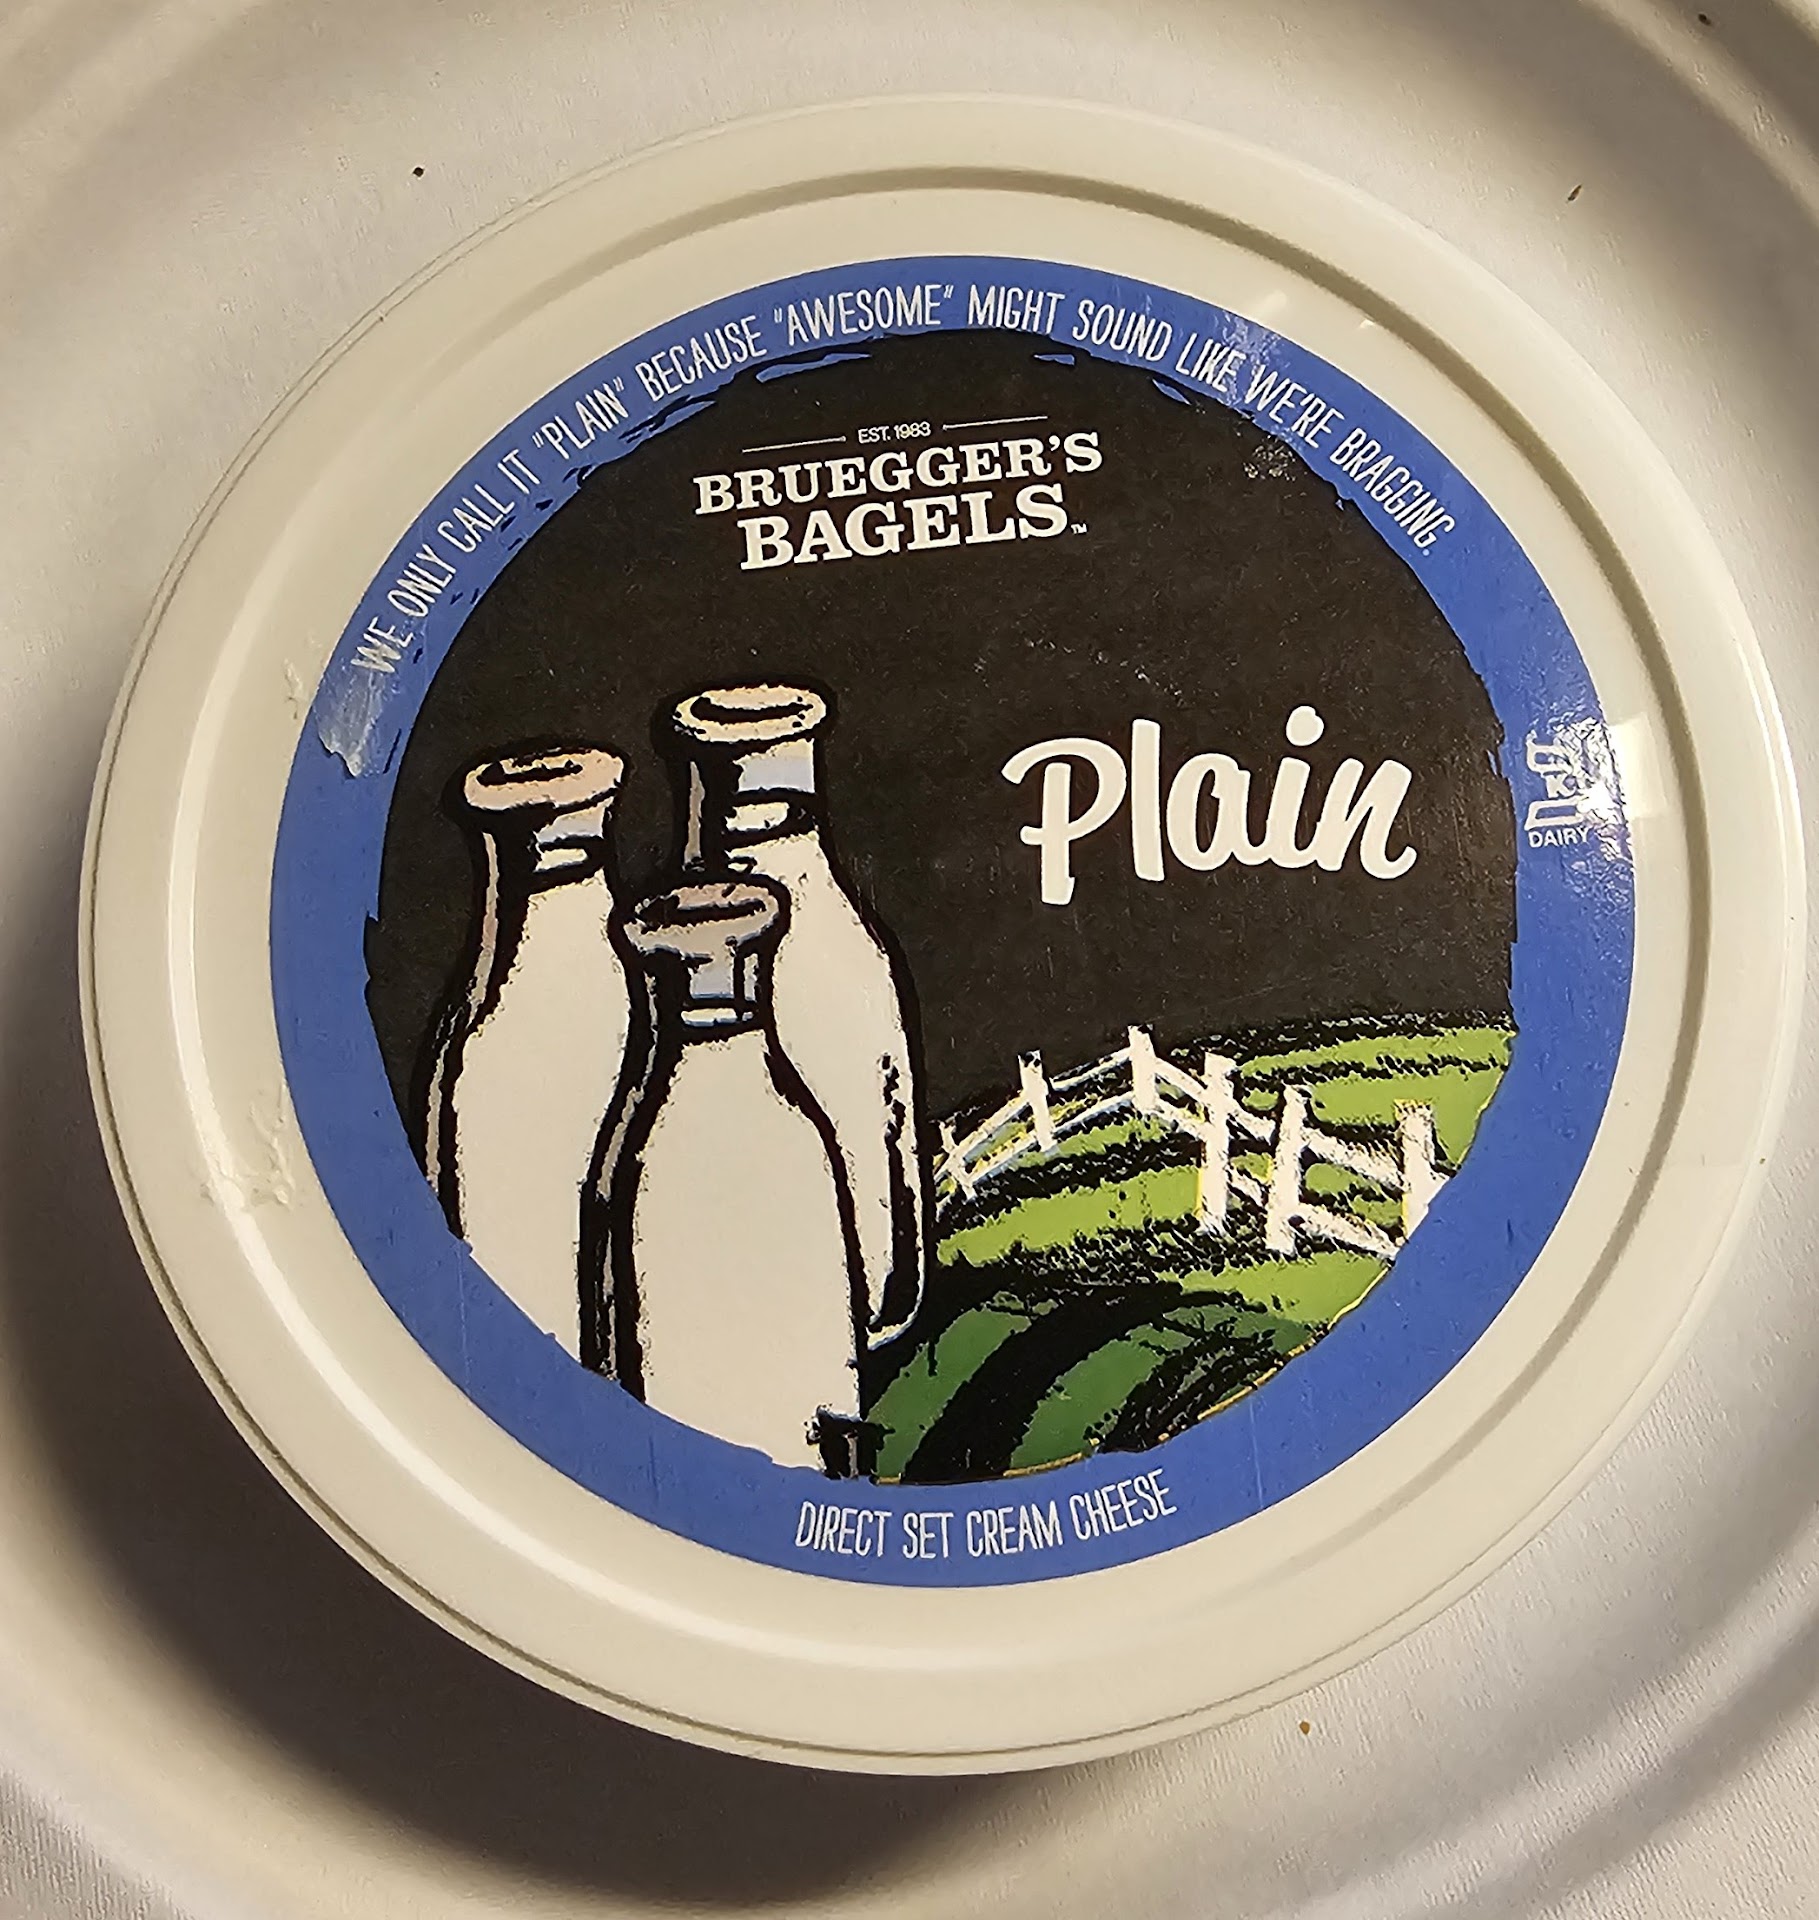 WE ONLY CALL IT "PLAIN" BECAUSE "AWESOME" MIGHT SOUND LIKE WE'RE BRAGGING.
EST. 1983
BRUEGGER'S
BAGELS™
Plain
K
DAIRY
DIRECT SET CREAM CHEESE